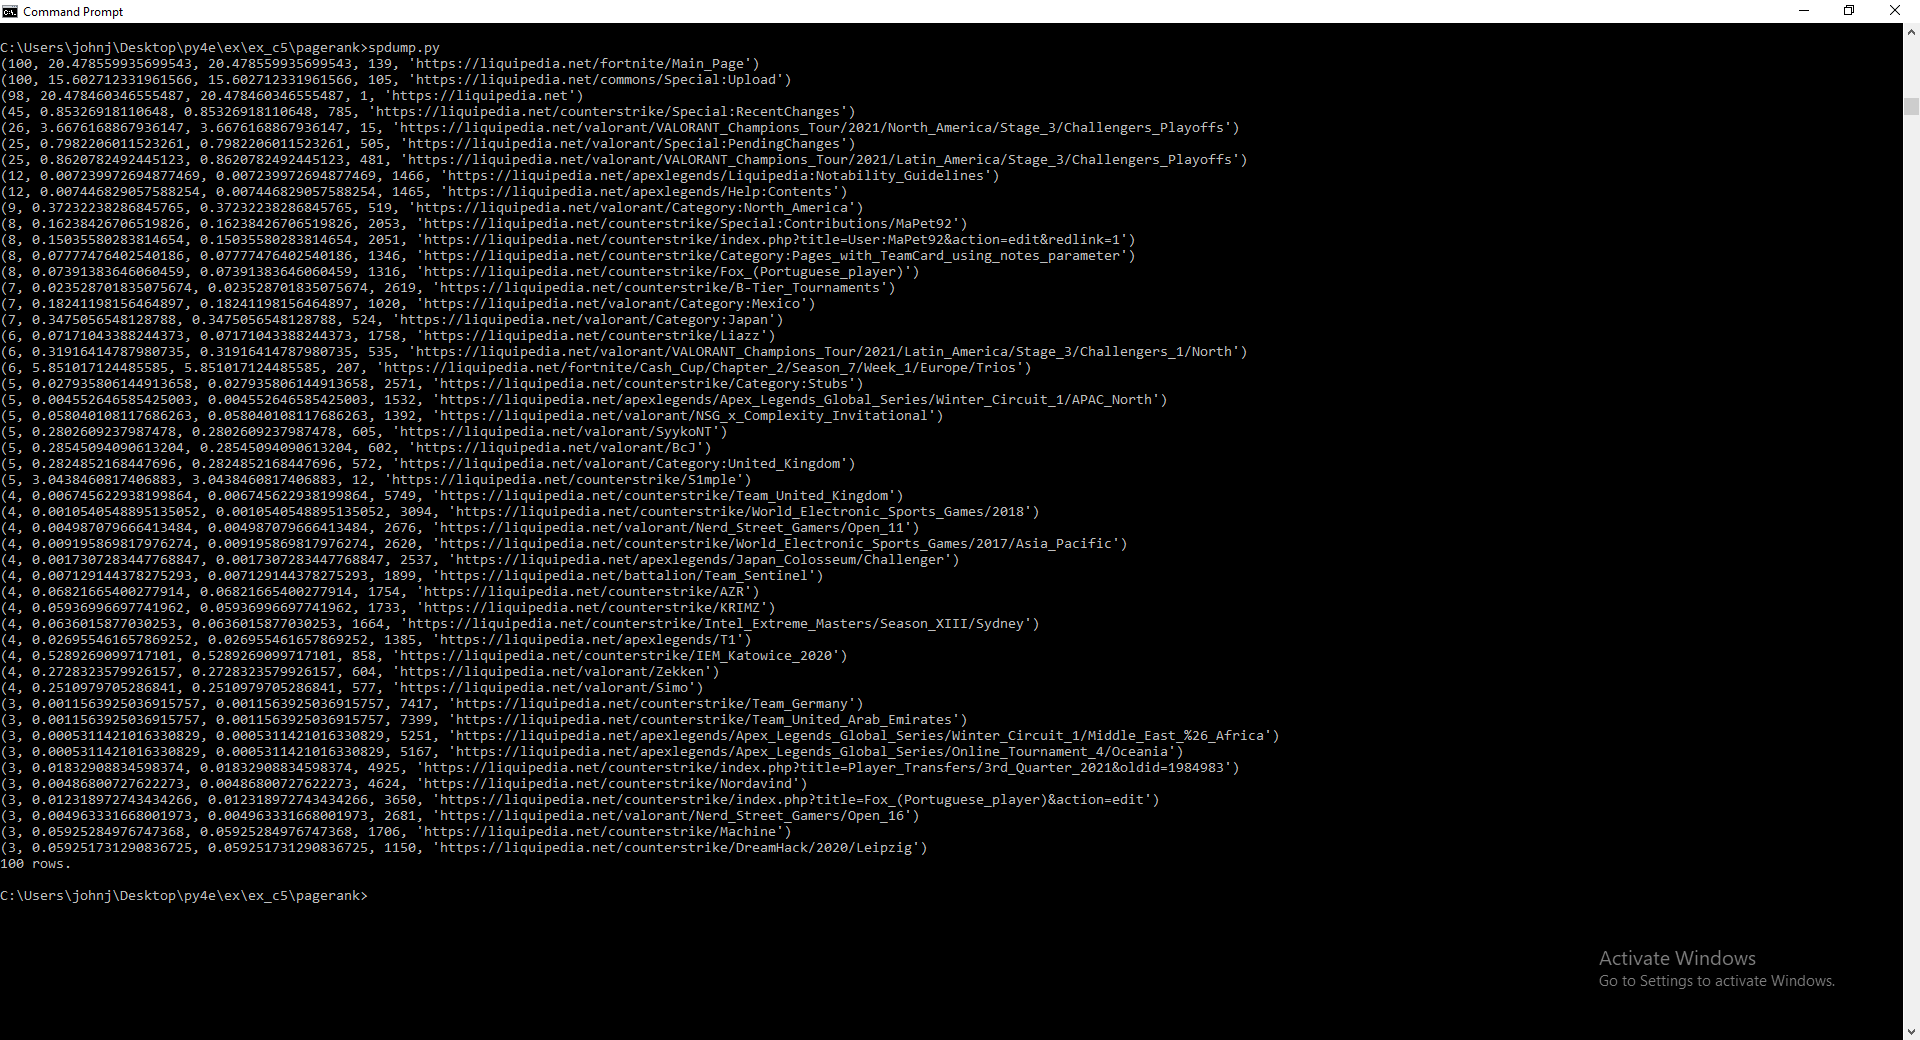 Command Prompt
C:\Users\johnj\Desktop\py4e\ex\ex_c5\pagerank>spdump.py
(100, 20.478559935699543, 20.478559935699543, 139, 'https://liquipedia.net/fortnite/Main_Page')
(100, 15.602712331961566, 15.602712331961566, 105, 'https://liquipedia.net/commons/Special:Upload')
(98, 20.478460346555487, 20.478460346555487, 1, 'https://liquipedia.net')
(45, 0.85326918110648, 0.85326918110648, 785, 'https://liquipedia.net/counterstrike/Special:RecentChanges')
(26, 3.6676168867936147, 3.6676168867936147, 15, 'https://liquipedia.net/valorant/VALORANT_Champions_Tour/2021/North_America/Stage_3/Challengers_Playoffs')
(25, 0.7982206011523261, 0.7982206011523261, 505, 'https://liquipedia.net/valorant/Special:PendingChanges')
(25, 0.8620782492445123, 0.8620782492445123, 481, 'https://liquipedia.net/valorant/VALORANT_Champions_Tour/2021/Latin_America/Stage_3/Challengers_Playoffs')
(12, 0.007239972694877469, 0.007239972694877469, 1466, 'https://liquipedia.net/apexlegends/Liquipedia:Notability_Guidelines')
(12, 0.007446829057588254, 0.007446829057588254, 1465, 'https://liquipedia.net/apexlegends/Help:Contents')
(9, 0.37232238286845765, 0.37232238286845765, 519, 'https://liquipedia.net/valorant/Category:North_America')
(8, 0.16238426706519826, 0.16238426706519826, 2053, 'https://liquipedia.net/counterstrike/Special:Contributions/MaPet92')
(8, 0.15035580283814654, 0.15035580283814654, 2051, 'https://liquipedia.net/counterstrike/index.php?title=User:MaPet92&action=edit&redlink=1')
(8, 0.07777476402540186, 0.07777476402540186, 1346, 'https://liquipedia.net/counterstrike/Category:Pages_with_TeamCard_using_notes_parameter')
(8, 0.07391383646060459, 0.07391383646060459, 1316, 'https://liquipedia.net/counterstrike/Fox_(Portuguese_player)')
(7, 0.023528701835075674, 0.023528701835075674, 2619, 'https://liquipedia.net/counterstrike/B-Tier_Tournaments')
(7, 0.18241198156464897, 0.18241198156464897, 1020, 'https://liquipedia.net/valorant/Category:Mexico')
(7, 0.3475056548128788, 0.3475056548128788, 524, 'https://liquipedia.net/valorant/Category:Japan')
(6, 0.07171043388244373, 0.07171043388244373, 1758, 'https://liquipedia.net/counterstrike/Liazz')
(6, 0.31916414787980735, 0.31916414787980735, 535, 'https://liquipedia.net/valorant/VALORANT_Champions_Tour/2021/Latin_America/Stage_3/Challengers_1/North')
(6, 5.851017124485585, 5.851017124485585, 207, 'https://liquipedia.net/fortnite/Cash_Cup/Chapter_2/Season_7/Week_1/Europe/Trios')
(5, 0.027935806144913658, 0.027935806144913658, 2571, 'https://liquipedia.net/counterstrike/Category:Stubs')
(5, 0.004552646585425003, 0.004552646585425003, 1532, 'https://liquipedia.net/apexlegends/Apex_Legends_Global_Series/Winter_Circuit_1/APAC_North')
(5, 0.058040108117686263, 0.058040108117686263, 1392, 'https://liquipedia.net/valorant/NSG_x_Complexity_Invitational')
(5, 0.2802609237987478, 0.2802609237987478, 605, 'https://liquipedia.net/valorant/SyykoNT')
(5, 0.28545094090613204, 0.28545094090613204, 602, 'https://liquipedia.net/valorant/BcJ')
(5, 0.2824852168447696, 0.2824852168447696, 572, 'https://liquipedia.net/valorant/Category:United_Kingdom')
(5, 3.0438460817406883, 3.0438460817406883, 12, 'https://liquipedia.net/counterstrike/S1mple')
(4, 0.006745622938199864, 0.006745622938199864, 5749, 'https://liquipedia.net/counterstrike/Team_United_Kingdom')
(4, 0.0010540548895135052, 0.0010540548895135052, 3094, 'https://liquipedia.net/counterstrike/World_Electronic_Sports_Games/2018')
(4, 0.004987079666413484, 0.004987079666413484, 2676, 'https://liquipedia.net/valorant/Nerd_Street_Gamers/Open_11')
(4, 0.009195869817976274, 0.009195869817976274, 2620, 'https://liquipedia.net/counterstrike/World_Electronic_Sports_Games/2017/Asia_Pacific')
(4, 0.0017307283447768847, 0.0017307283447768847, 2537, 'https://liquipedia.net/apexlegends/Japan_Colosseum/Challenger')
(4, 0.007129144378275293, 0.007129144378275293, 1899, 'https://liquipedia.net/battalion/Team_Sentinel')
(4, 0.06821665400277914, 0.06821665400277914, 1754, 'https://liquipedia.net/counterstrike/AZR')
(4, 0.05936996697741962, 0.05936996697741962, 1733, 'https://liquipedia.net/counterstrike/KRIMZ')
(4, 0.0636015877030253, 0.0636015877030253, 1664, 'https://liquipedia.net/counterstrike/Intel_Extreme_Masters/Season_XIII/Sydney')
(4, 0.026955461657869252, 0.026955461657869252, 1385, 'https://liquipedia.net/apexlegends/T1')
(4, 0.5289269099717101, 0.5289269099717101, 858, 'https://liquipedia.net/counterstrike/IEM_Katowice_2020')
(4, 0.2728323579926157, 0.2728323579926157, 604, 'https://liquipedia.net/valorant/Zekken')
(4, 0.2510979705286841, 0.2510979705286841, 577, 'https://liquipedia.net/valorant/Simo')
(3, 0.0011563925036915757, 0.0011563925036915757, 7417, 'https://liquipedia.net/counterstrike/Team_Germany')
(3, 0.0011563925036915757, 0.0011563925036915757, 7399, 'https://liquipedia.net/counterstrike/Team_United_Arab_Emirates')
(3, 0.0005311421016330829, 0.0005311421016330829, 5251, 'https://liquipedia.net/apexlegends/Apex_Legends_Global_Series/Winter_Circuit_1/Middle_East_%26_Africa')
(3, 0.0005311421016330829, 0.0005311421016330829, 5167, 'https://liquipedia.net/apexlegends/Apex_Legends_Global_Series/Online_Tournament_4/Oceania')
(3, 0.01832908834598374, 0.01832908834598374, 4925, 'https://liquipedia.net/counterstrike/index.php?title=Player_Transfers/3rd_Quarter_2021&oldid=1984983')
(3, 0.00486800727622273, 0.00486800727622273, 4624, 'https://liquipedia.net/counterstrike/Nordavind')
(3, 0.012318972743434266, 0.012318972743434266, 3650, 'https://liquipedia.net/counterstrike/index.php?title=Fox_(Portuguese_player)&action=edit')
(3, 0.004963331668001973, 0.004963331668001973, 2681, 'https://liquipedia.net/valorant/Nerd_Street_Gamers/Open_16')
(3, 0.05925284976747368, 0.05925284976747368, 1706, 'https://liquipedia.net/counterstrike/Machine')
(3, 0.059251731290836725, 0.059251731290836725, 1150, 'https://liquipedia.net/counterstrike/DreamHack/2020/Leipzig')
100 rows.
C:\Users\johnj\Desktop\py4e\ex\ex_c5\pagerank>
Activate Windows
Go to Settings to activate Windows.